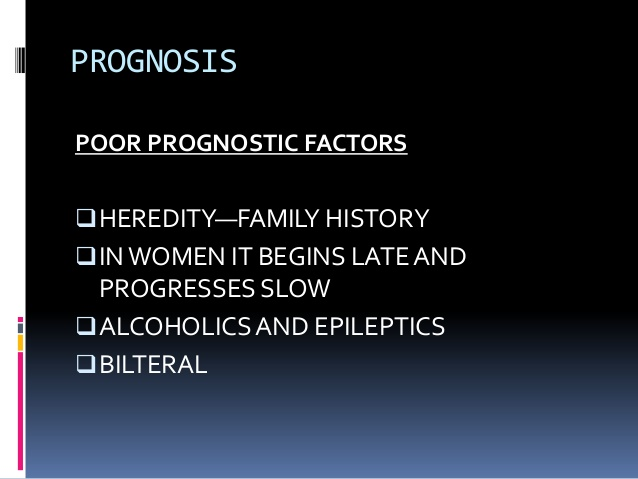 PROGNOSIS
POOR PROGNOSTIC FACTORS
❑HEREDITY—FAMILY HISTORY
❑IN WOMEN IT BEGINS LATE AND
PROGRESSES SLOW
❑ALCOHOLICS AND EPILEPTICS
❑BILTERAL